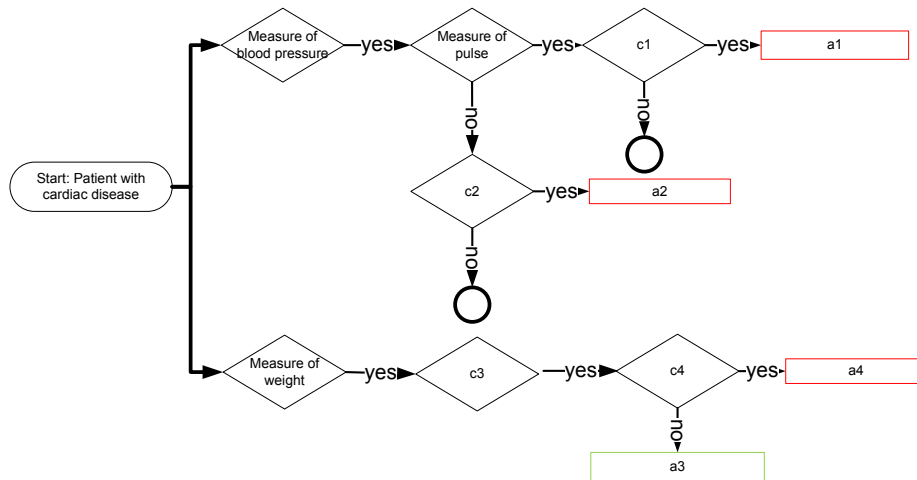 Measure of
blood pressure
yes
Measure of
pulse
yes
c1
yes
a1
no
no
Start: Patient with
cardiac disease
c2
yes
a2
no
Measure of
weight
yes
c3
yes
c4
yes
a4
no
a3